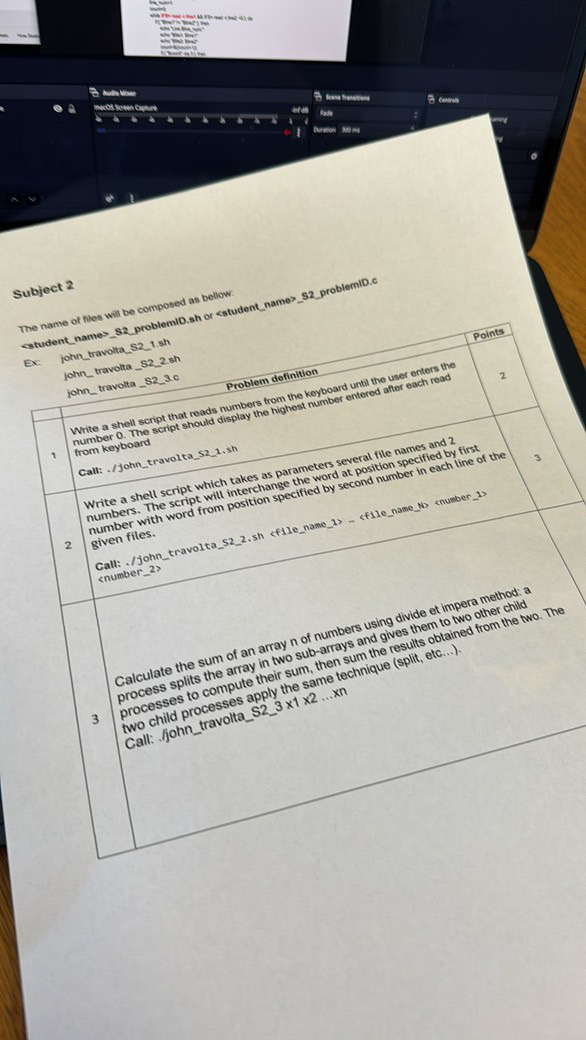 Audio Mixer
Scene Transitions
Controls
macOS Screen Capture
-inf dB
Fade
Duration 300 ms
Subject 2
The name of files will be composed as bellow:
<student_name>_S2_problemID.sh or <student_name>_S2_problemID.c
Ex: john_travolta_S2_1.sh
john_ travolta _S2_2.sh
john_ travolta _S2_3.c
Problem definition
Points
1
Write a shell script that reads numbers from the keyboard until the user enters the
number 0. The script should display the highest number entered after each read
from keyboard
Call: ./john_travolta_S2_1.sh
2
2
Write a shell script which takes as parameters several file names and 2
numbers. The script will interchange the word at position specified by first
number with word from position specified by second number in each line of the
given files.
Call: ./john_travolta_S2_2.sh <file_name_1> … <file_name_N> <number_1>
<number_2>
3
3
Calculate the sum of an array n of numbers using divide et impera method: a
process splits the array in two sub-arrays and gives them to two other child
processes to compute their sum, then sum the results obtained from the two. The
two child processes apply the same technique (split, etc…).
Call: ./john_travolta_S2_3 x1 x2 …xn